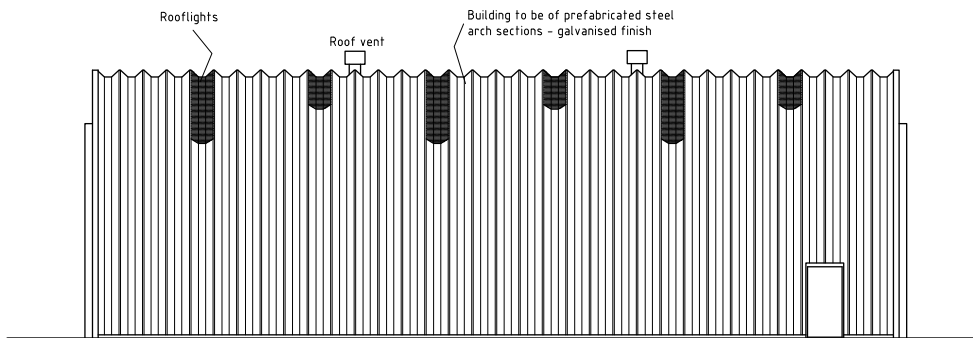 Rooflights
Roof vent
Building to be of prefabricated steel
arch sections - galvanised finish